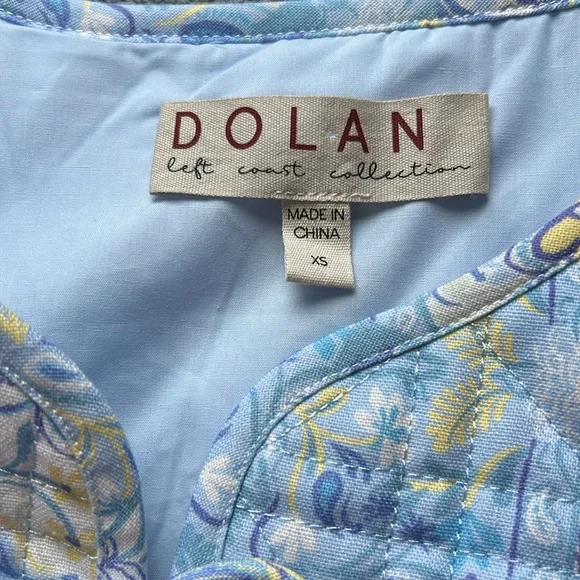 DOLAN
left coast collection
MADE IN
CHINA
XS